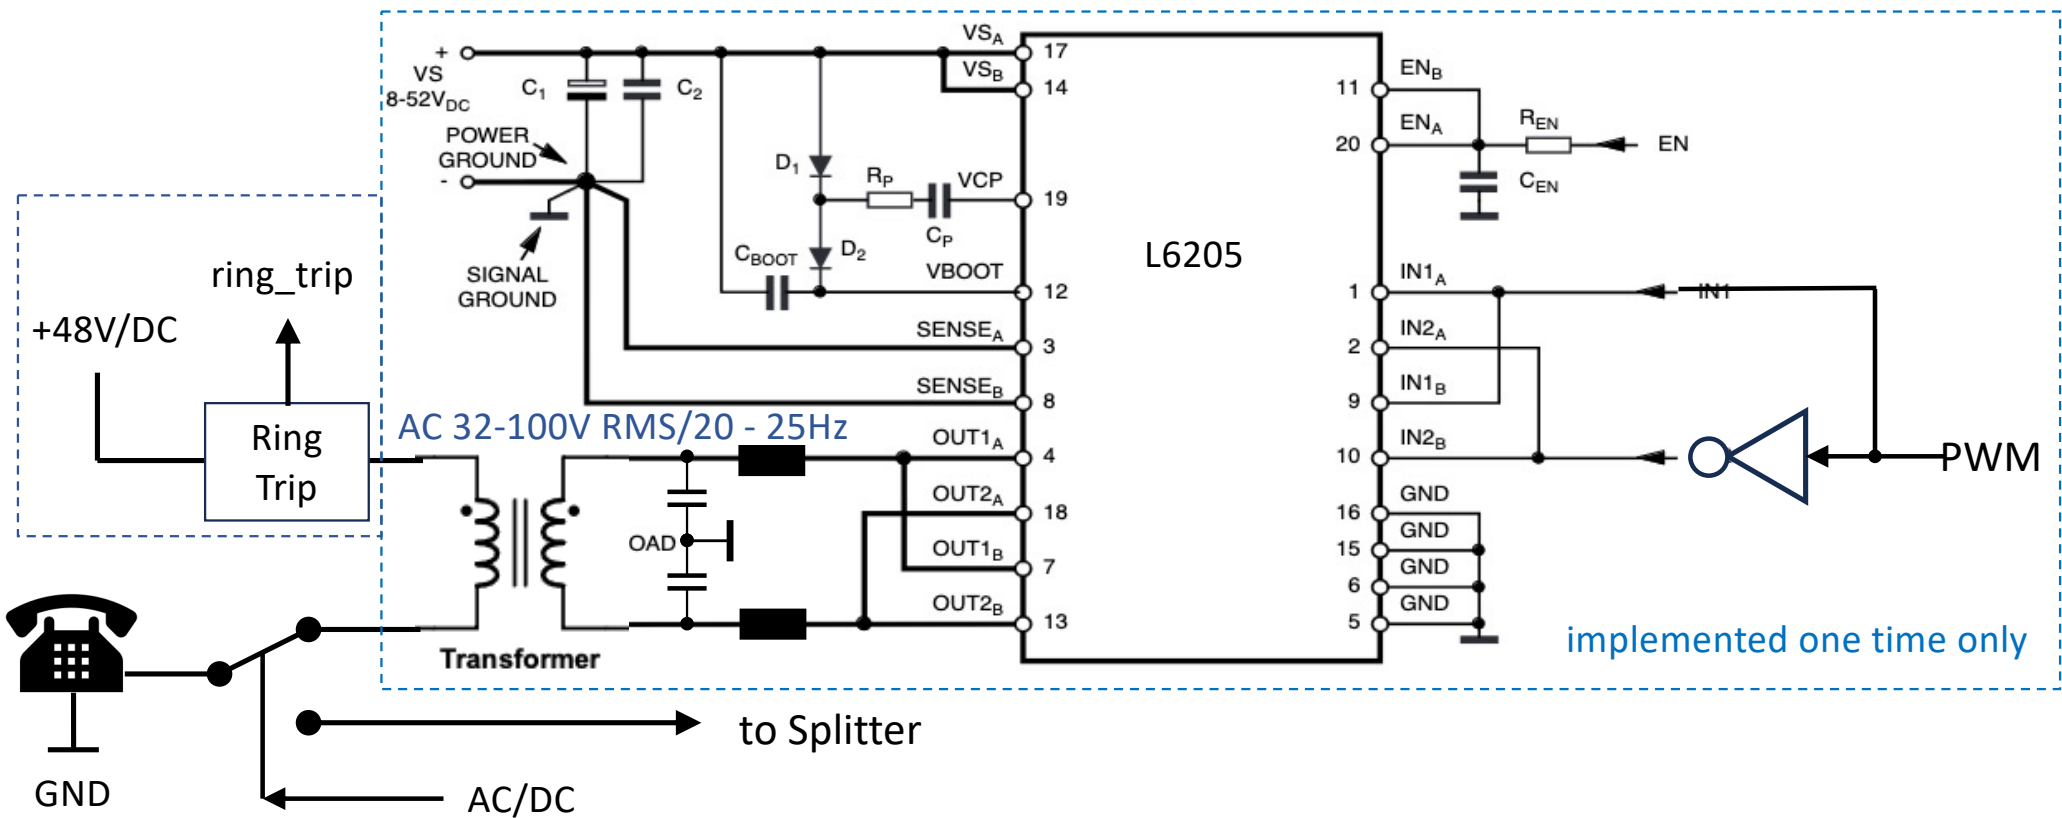 +
VS
8-52VDC
-
POWER
GROUND
SIGNAL
GROUND
C1
C2
D1
D2
RP
CP
CBOOT
VSA
17
VSB
14
VCP
19
VBOOT
12
SENSEA
3
SENSEB
8
OUT1A
4
OUT2A
18
OUT1B
7
OUT2B
13
L6205
ENB
11
ENA
20
REN
EN
CEN
IN1A
1
IN1
IN2A
2
IN1B
9
IN2B
10
GND
16
GND
15
GND
6
GND
5
PWM
implemented one time only
ring_trip
+48V/DC
Ring
Trip
AC 32-100V RMS/20 - 25Hz
OAD
Transformer
to Splitter
GND
AC/DC